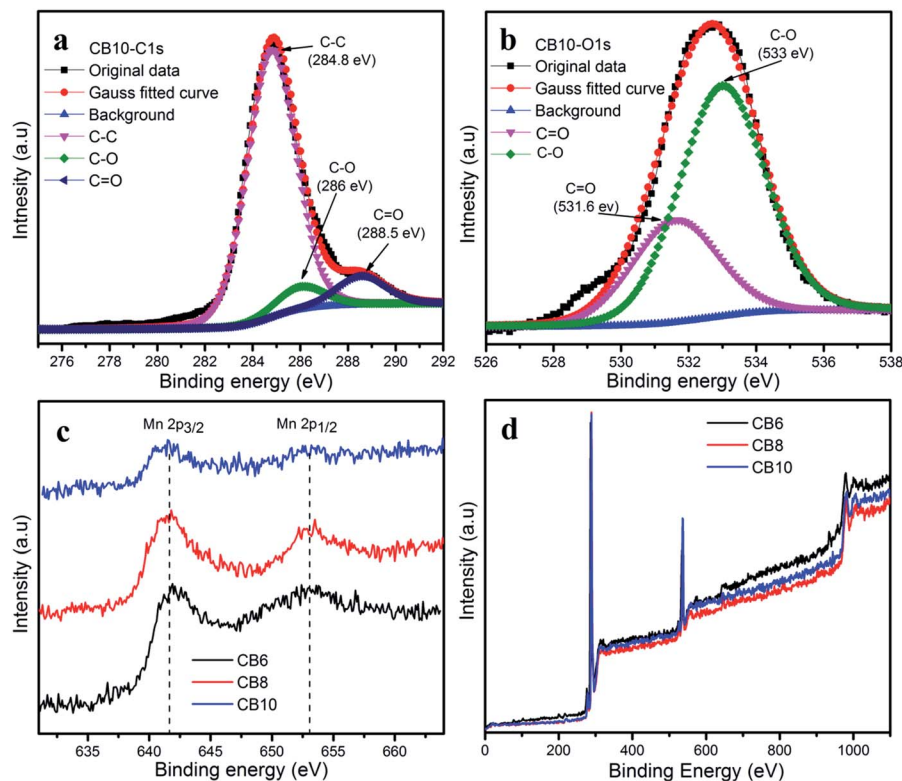 a
CB10-C1s
Original data
Gauss fitted curve
Background
C-C
C-O
C=O
C-C
(284.8 eV)
C-O
(286 eV)
C=O
(288.5 eV)
Intnesity (a.u)
276 278 280 282 284 286 288 290 292
Binding energy (eV)
b
CB10-O1s
Original data
Gauss fitted curve
Background
C=O
C-O
C-O
(533 eV)
C=O
(531.6 ev)
Intensity (a.u)
526 528 530 532 534 536 538
Binding energy (eV)
c
Mn 2p3/2
Mn 2p1/2
CB6
CB8
CB10
Intensity (a.u)
635 640 645 650 655 660
Binding energy (eV)
d
CB6
CB8
CB10
Intensity (a.u)
0 200 400 600 800 1000
Binding Energy (eV)